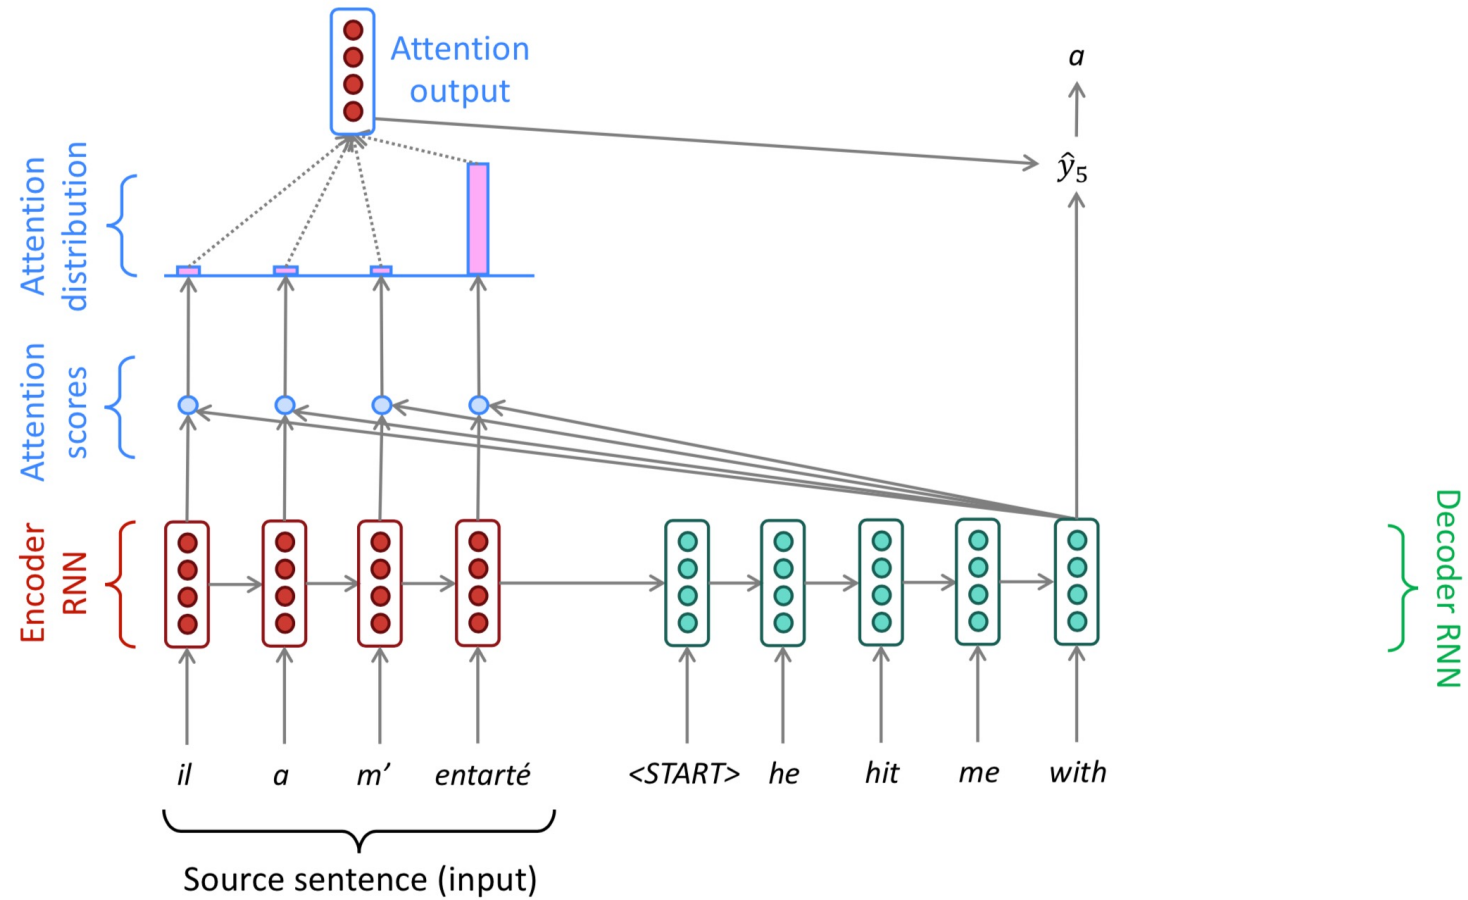 Attention
output
a
ŷ₅
Attention
distribution
Attention
scores
Encoder
RNN
Decoder RNN
il a m’ entarté <START> he hit me with
Source sentence (input)